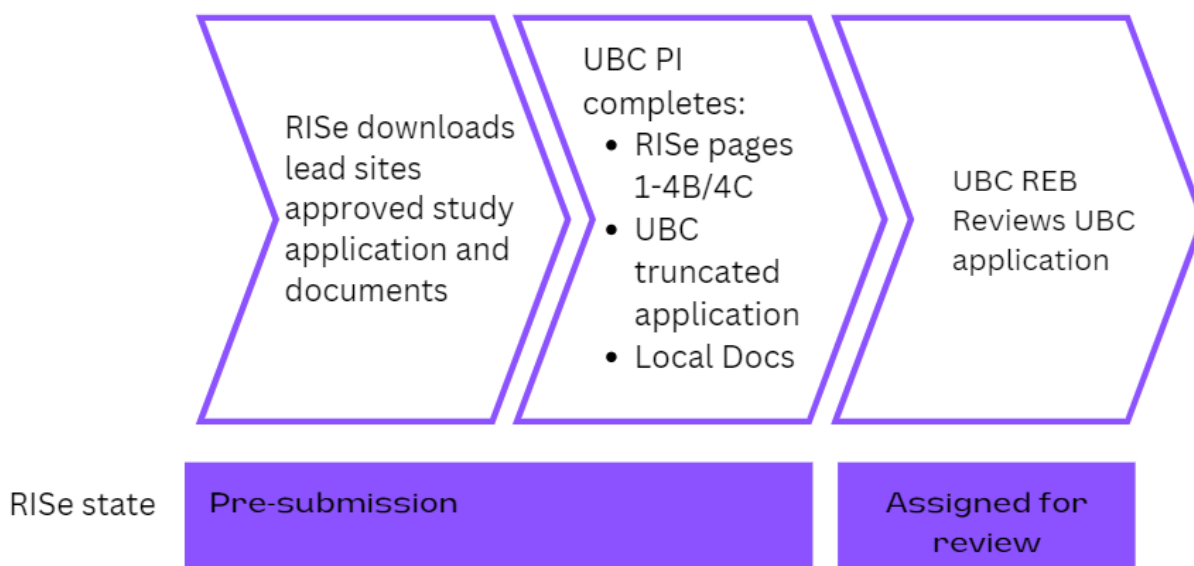 RISe downloads
lead sites
approved study
application and
documents
UBC PI
completes:
• RISe pages
1-4B/4C
• UBC
truncated
application
• Local Docs
UBC REB
Reviews UBC
application
RISe state
Pre-submission
Assigned for
review